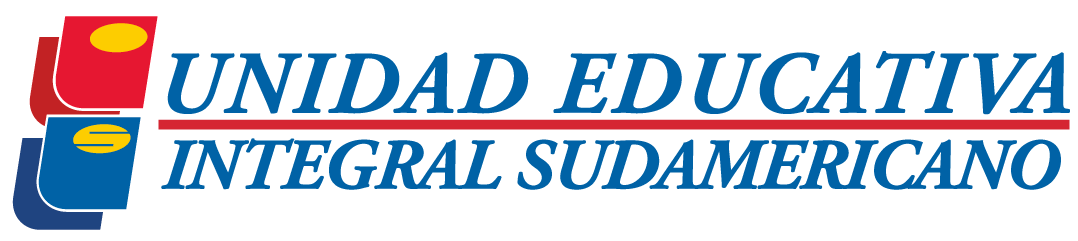 UNIDAD EDUCATIVA
INTEGRAL SUDAMERICANO